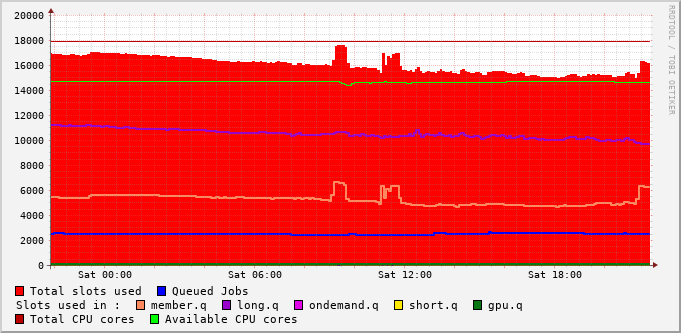 20000
18000
16000
14000
12000
10000
8000
6000
4000
2000
0
Sat 00:00 Sat 06:00 Sat 12:00 Sat 18:00
RRDTOOL / TOBI OETIKER
Total slots used Queued Jobs
Slots used in : member.q long.q ondemand.q short.q gpu.q
Total CPU cores Available CPU cores